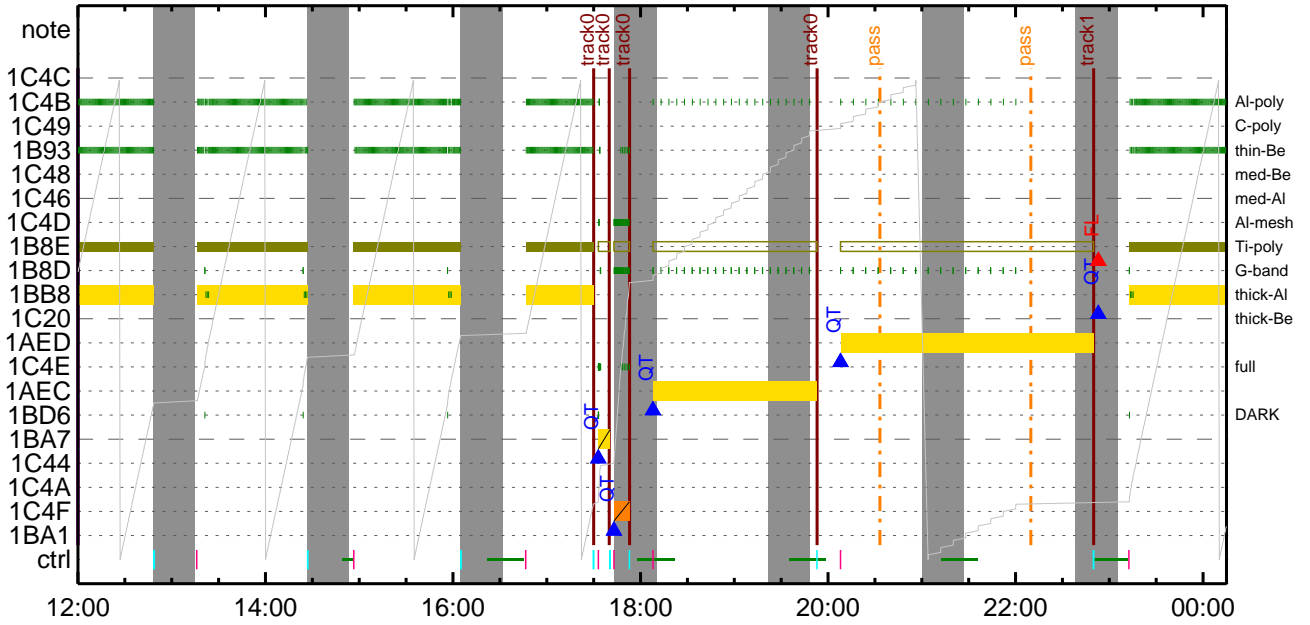 note
track0
track0
track0
track0
pass
pass
track1
1C4C
1C4B Al-poly
1C49 C-poly
1B93 thin-Be
1C48 med-Be
1C46 med-Al
1C4D Al-mesh
FL
1B8E Ti-poly
1B8D G-band
QT
1BB8 thick-Al
1C20 thick-Be
QT
1AED
1C4E full
QT
1AEC
1BD6 DARK
QT
1BA7
1C44
1C4A
QT
1C4F
1BA1
ctrl
12:00 14:00 16:00 18:00 20:00 22:00 00:00